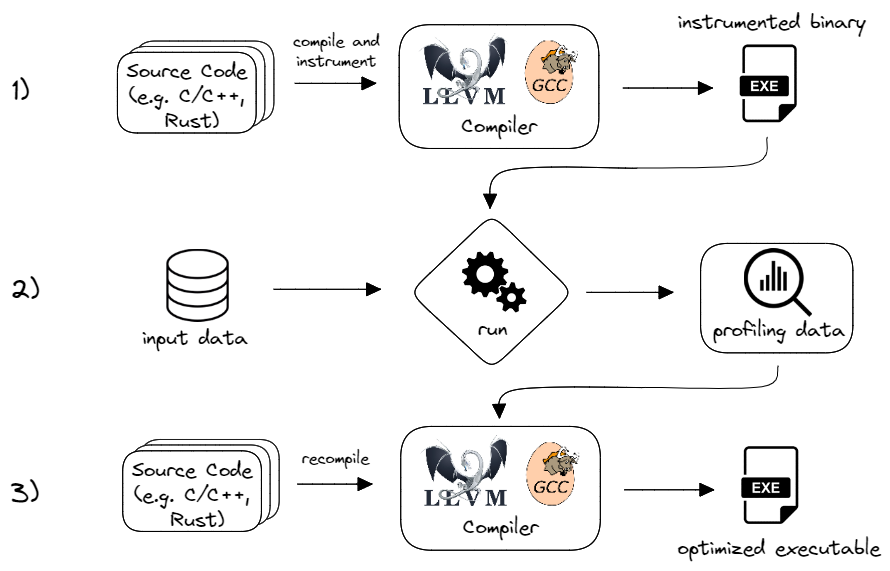 1)
Source Code
(e.g. C/C++,
Rust)
compile and
instrument
LLVM
GCC
Compiler
instrumented binary
EXE
2)
input data
run
profiling data
3)
Source Code
(e.g. C/C++,
Rust)
recompile
LLVM
GCC
Compiler
EXE
optimized executable